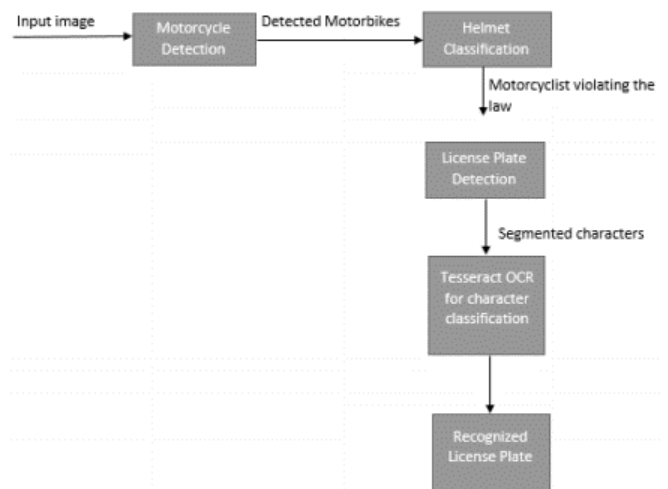 Input image
Motorcycle
Detection
Detected Motorbikes
Helmet
Classification
Motorcyclist violating the
law
License Plate
Detection
Segmented characters
Tesseract OCR
for character
classification
Recognized
License Plate